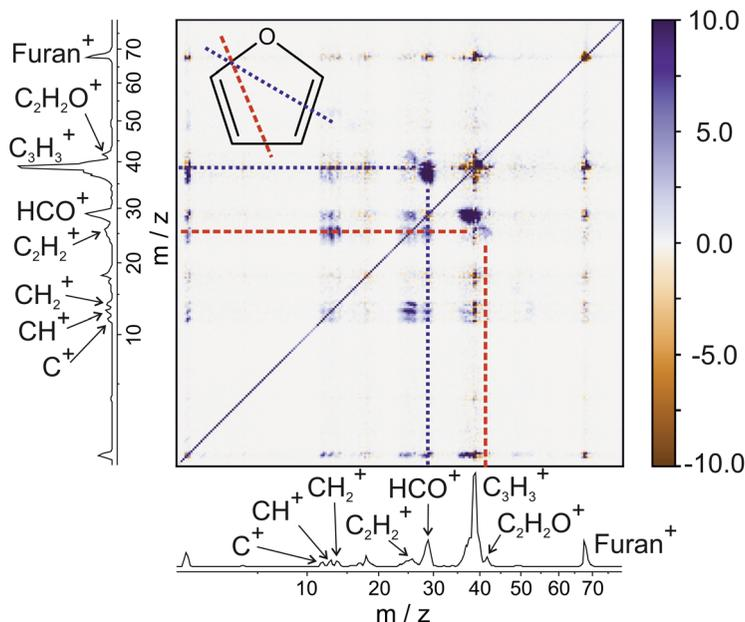 Furan⁺
C₂H₂O⁺
C₃H₃⁺
HCO⁺
C₂H₂⁺
CH₂⁺
CH⁺
C⁺
70
60
50
40
30
20
10
m / z
O
10.0
5.0
0.0
-5.0
-10.0
CH₂⁺
HCO⁺
C₃H₃⁺
CH⁺
C₂H₂⁺
C₂H₂O⁺
C⁺
Furan⁺
10 20 30 40 50 60 70
m / z